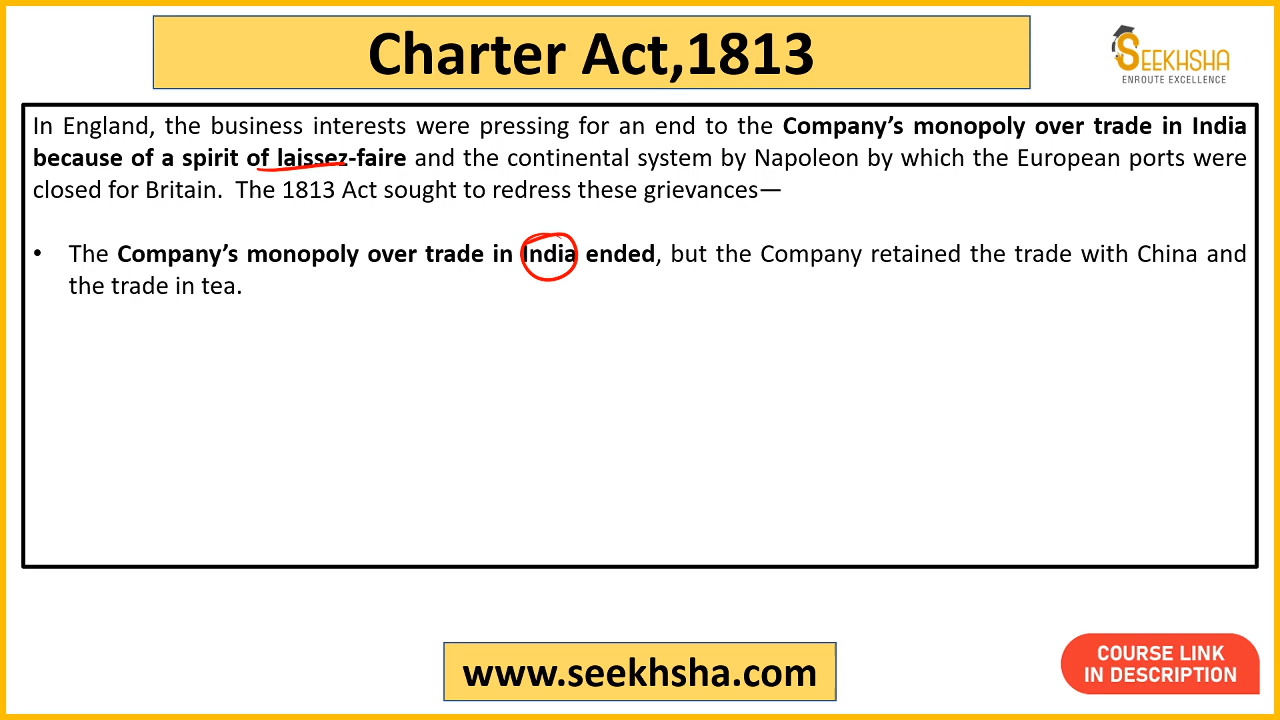 Charter Act,1813
SEEKHSHA
ENROUTE EXCELLENCE
In England, the business interests were pressing for an end to the Company’s monopoly over trade in India
because of a spirit of laissez-faire and the continental system by Napoleon by which the European ports were
closed for Britain. The 1813 Act sought to redress these grievances—
• The Company’s monopoly over trade in India ended, but the Company retained the trade with China and
the trade in tea.
www.seekhsha.com
COURSE LINK
IN DESCRIPTION